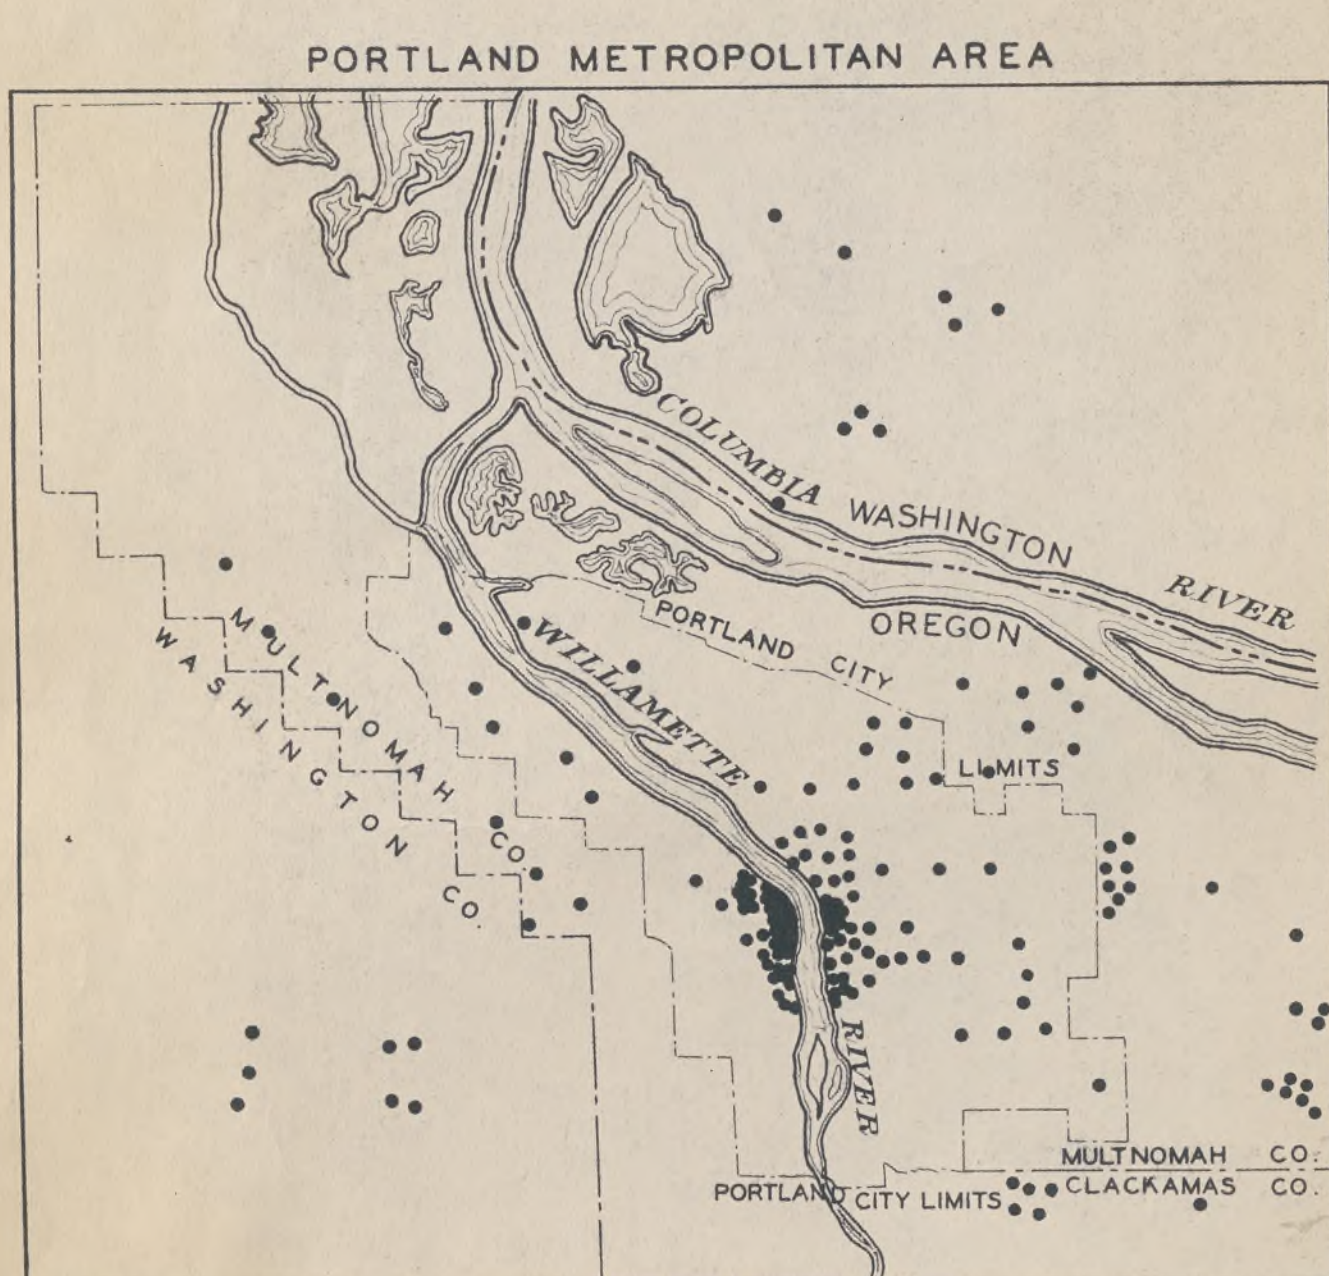 PORTLAND METROPOLITAN AREA
COLUMBIA
RIVER
WASHINGTON
OREGON
MULTNOMAH CO.
WASHINGTON CO.
WILLAMETTE
RIVER
PORTLAND CITY
LIMITS
MULTNOMAH CO.
CLACKAMAS CO.
PORTLAND CITY LIMITS